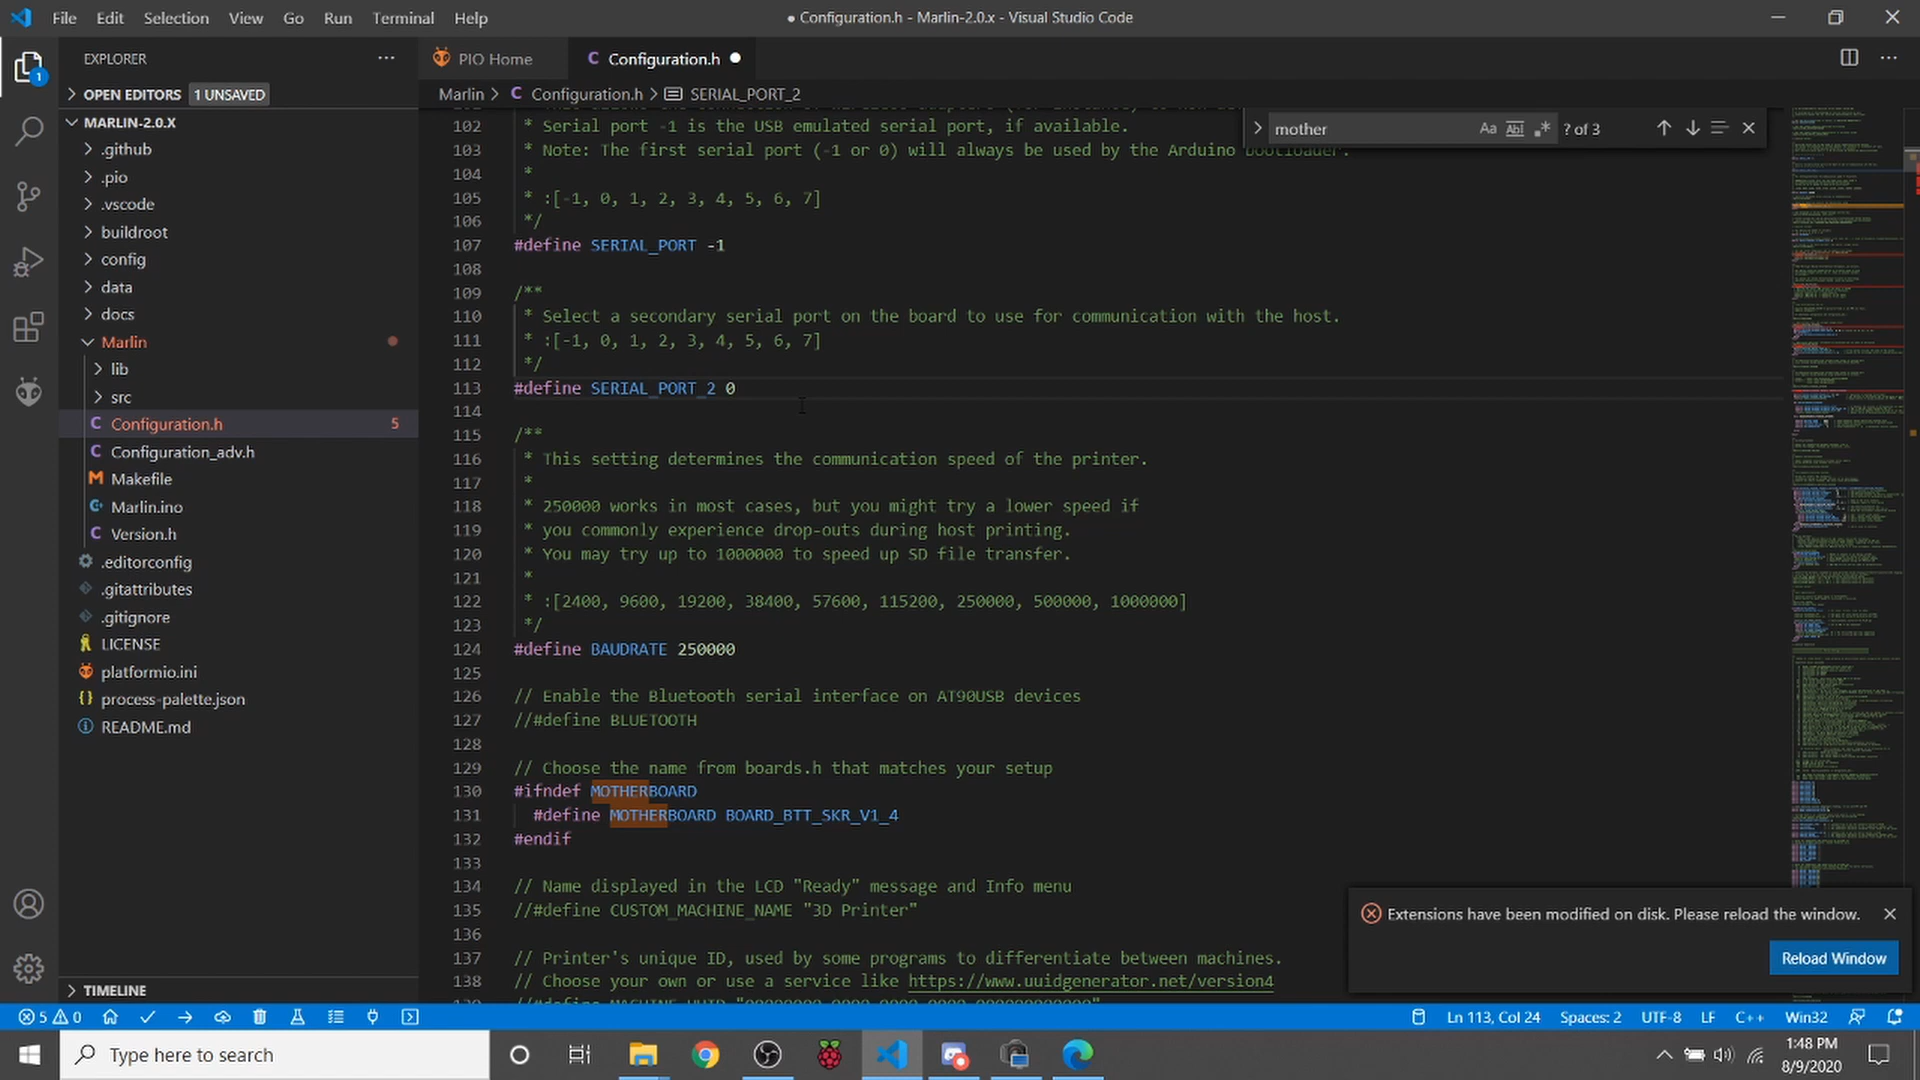 File Edit Selection View Go Run Terminal Help
● Configuration.h - Marlin-2.0.x - Visual Studio Code
1
EXPLORER
PIO Home
C Configuration.h
OPEN EDITORS 1 UNSAVED
Marlin > C Configuration.h > SERIAL_PORT_2
MARLIN-2.0.X
.github
.pio
.vscode
buildroot
config
data
docs
Marlin
lib
src
C Configuration.h 5
C Configuration_adv.h
M Makefile
Marlin.ino
C Version.h
.editorconfig
.gitattributes
.gitignore
LICENSE
platformio.ini
{} process-palette.json
README.md
TIMELINE
mother Aa Abl .* ? of 3
102 * Serial port -1 is the USB emulated serial port, if available.
103 * Note: The first serial port (-1 or 0) will always be used by the Arduino bootloader.
104 *
105 * :[-1, 0, 1, 2, 3, 4, 5, 6, 7]
106 */
107 #define SERIAL_PORT -1
108
109 /**
110 * Select a secondary serial port on the board to use for communication with the host.
111 * :[-1, 0, 1, 2, 3, 4, 5, 6, 7]
112 */
113 #define SERIAL_PORT_2 0
114
115 /**
116 * This setting determines the communication speed of the printer.
117 *
118 * 250000 works in most cases, but you might try a lower speed if
119 * you commonly experience drop-outs during host printing.
120 * You may try up to 1000000 to speed up SD file transfer.
121 *
122 * :[2400, 9600, 19200, 38400, 57600, 115200, 250000, 500000, 1000000]
123 */
124 #define BAUDRATE 250000
125
126 // Enable the Bluetooth serial interface on AT90USB devices
127 //#define BLUETOOTH
128
129 // Choose the name from boards.h that matches your setup
130 #ifndef MOTHERBOARD
131 #define MOTHERBOARD BOARD_BTT_SKR_V1_4
132 #endif
133
134 // Name displayed in the LCD "Ready" message and Info menu
135 //#define CUSTOM_MACHINE_NAME "3D Printer"
136
137 // Printer's unique ID, used by some programs to differentiate between machines.
138 // Choose your own or use a service like https://www.uuidgenerator.net/version4
Extensions have been modified on disk. Please reload the window.
Reload Window
5 0
Ln 113, Col 24 Spaces: 2 UTF-8 LF C++ Win32
Type here to search
1:48 PM
8/9/2020